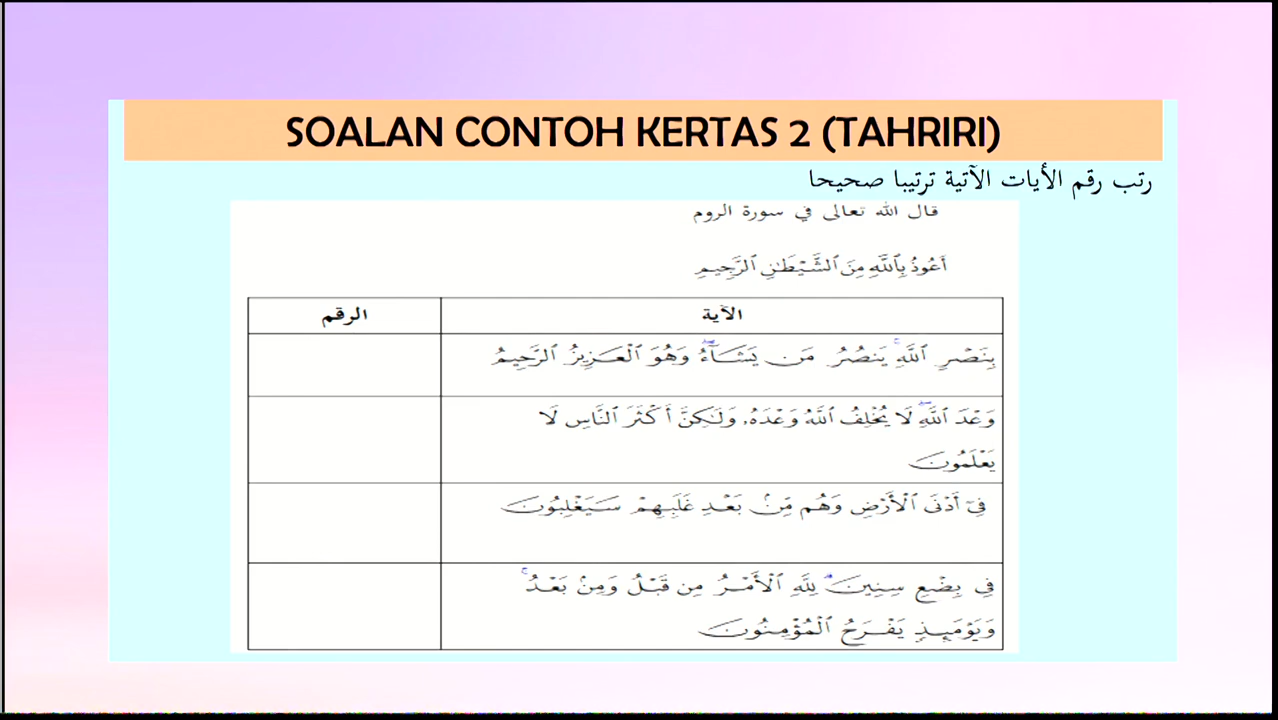 SOALAN CONTOH KERTAS 2 (TAHRIRI)
رتب رقم الأيات الآتية ترتيبا صحيحا
قال الله تعالى في سورة الروم
أَعُوذُ بِٱللَّهِ مِنَ ٱلشَّيْطَٰنِ ٱلرَّجِيمِ
الآية
الرقم
بِنَصْرِ ٱللَّهِ ۚ يَنصُرُ مَن يَشَآءُ ۖ وَهُوَ ٱلْعَزِيزُ ٱلرَّحِيمُ
وَعْدَ ٱللَّهِ ۖ لَا يُخْلِفُ ٱللَّهُ وَعْدَهُۥ وَلَٰكِنَّ أَكْثَرَ ٱلنَّاسِ لَا
يَعْلَمُونَ
فِىٓ أَدْنَى ٱلْأَرْضِ وَهُم مِّنۢ بَعْدِ غَلَبِهِمْ سَيَغْلِبُونَ
فِى بِضْعِ سِنِينَ ۗ لِلَّهِ ٱلْأَمْرُ مِن قَبْلُ وَمِنۢ بَعْدُ ۚ
وَيَوْمَئِذٍ يَفْرَحُ ٱلْمُؤْمِنُونَ